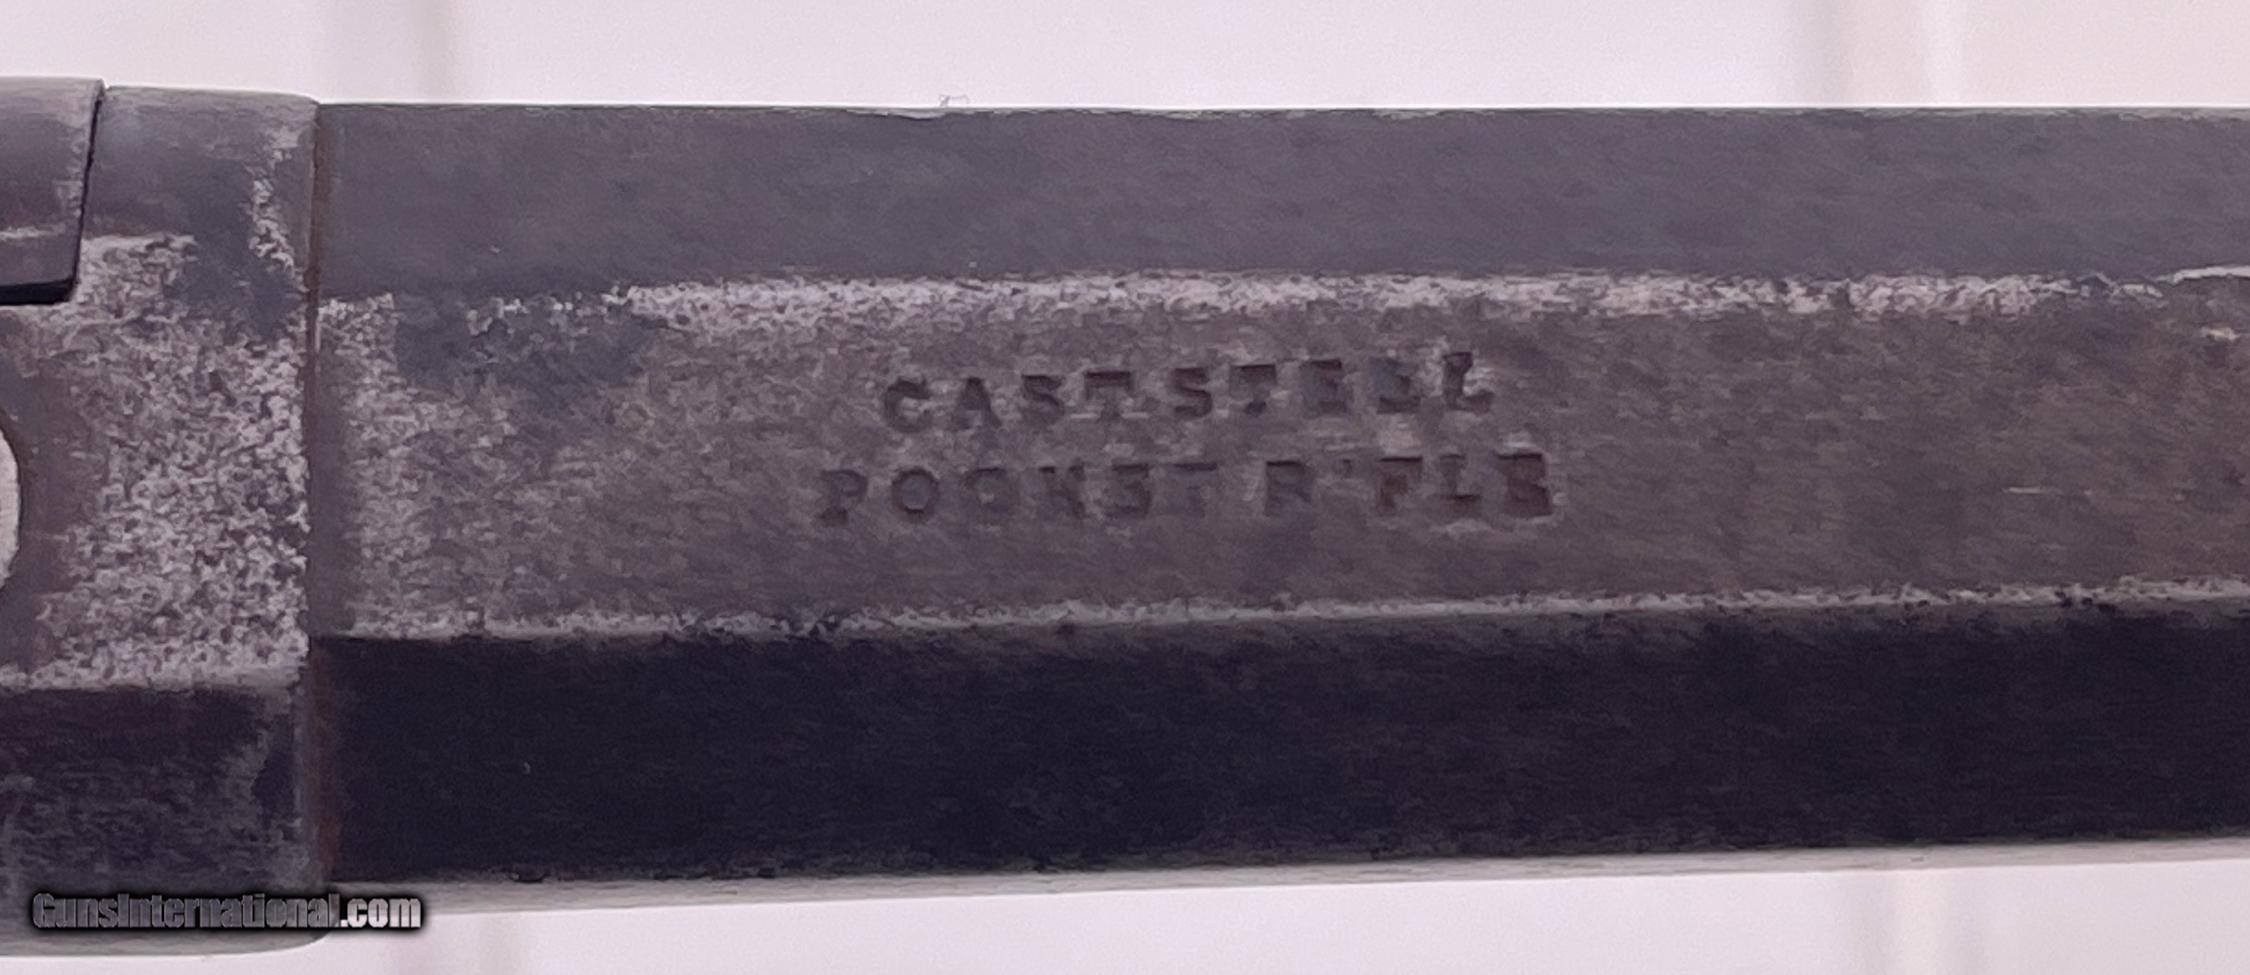 CAST STEEL
POCKET RIFLE
GunsInternational.com